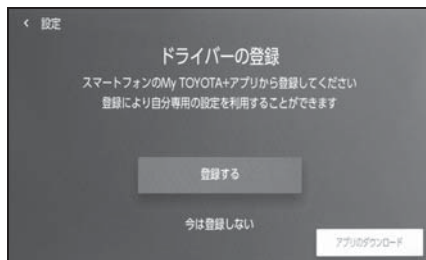 < 設定
ドライバーの登録
スマートフォンのMy TOYOTA+アプリから登録してください
登録により自分専用の設定を利用することができます
登録する
今は登録しない
アプリのダウンロード